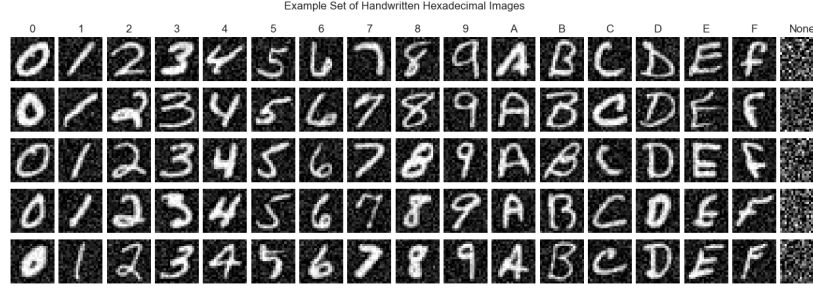 Example Set of Handwritten Hexadecimal Images
0 1 2 3 4 5 6 7 8 9 A B C D E F None
0 1 2 3 4 5 6 7 8 9 A B C D E f
0 1 2 3 4 5 6 7 8 9 A B C D E F
0 1 2 3 4 5 6 7 8 9 A B C D E F
0 1 2 3 4 5 6 7 8 9 A B C D E F
0 1 2 3 4 5 6 7 8 9 A B C D E F